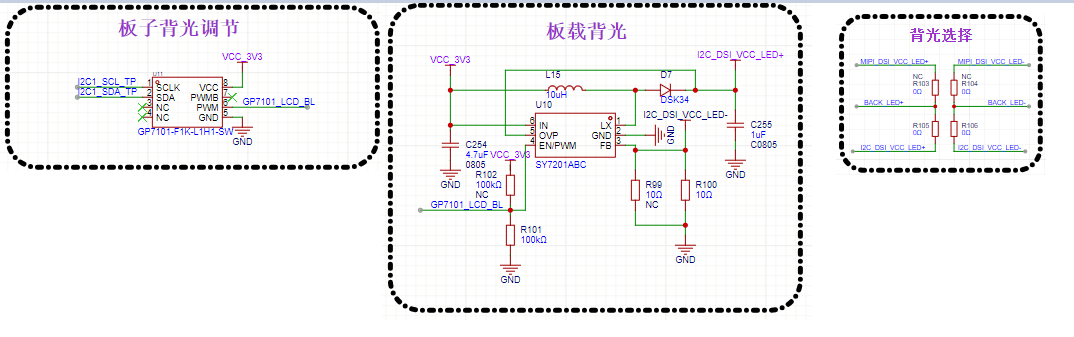 板子背光调节
VCC_3V3
U11
I2C1_SCL_TP
I2C1_SDA_TP
1 SCLK
2 SDA
3 NC
4 NC
VCC 8
PWMB 7
PWM 6
GND 5
GP7101_LCD_BL
GP7101-F1K-L1H1-SW
GND
板载背光
VCC_3V3
I2C_DSI_VCC_LED+
L15
10uH
D7
DSK34
U10
I2C_DSI_VCC_LED-
6 IN
5 OVP
4 EN/PWM
LX 1
GND 2
FB 3
GND
SY7201ABC
C254
4.7uF
0805
GND
VCC_3V3
R102
100kΩ
NC
GP7101_LCD_BL
R101
100kΩ
GND
R99
10Ω
NC
R100
10Ω
GND
C255
1uF
C0805
GND
背光选择
MIPI_DSI_VCC_LED+
MIPI_DSI_VCC_LED-
NC
R103
0Ω
NC
R104
0Ω
BACK_LED+
BACK_LED-
R105
0Ω
R106
0Ω
I2C_DSI_VCC_LED+
I2C_DSI_VCC_LED-